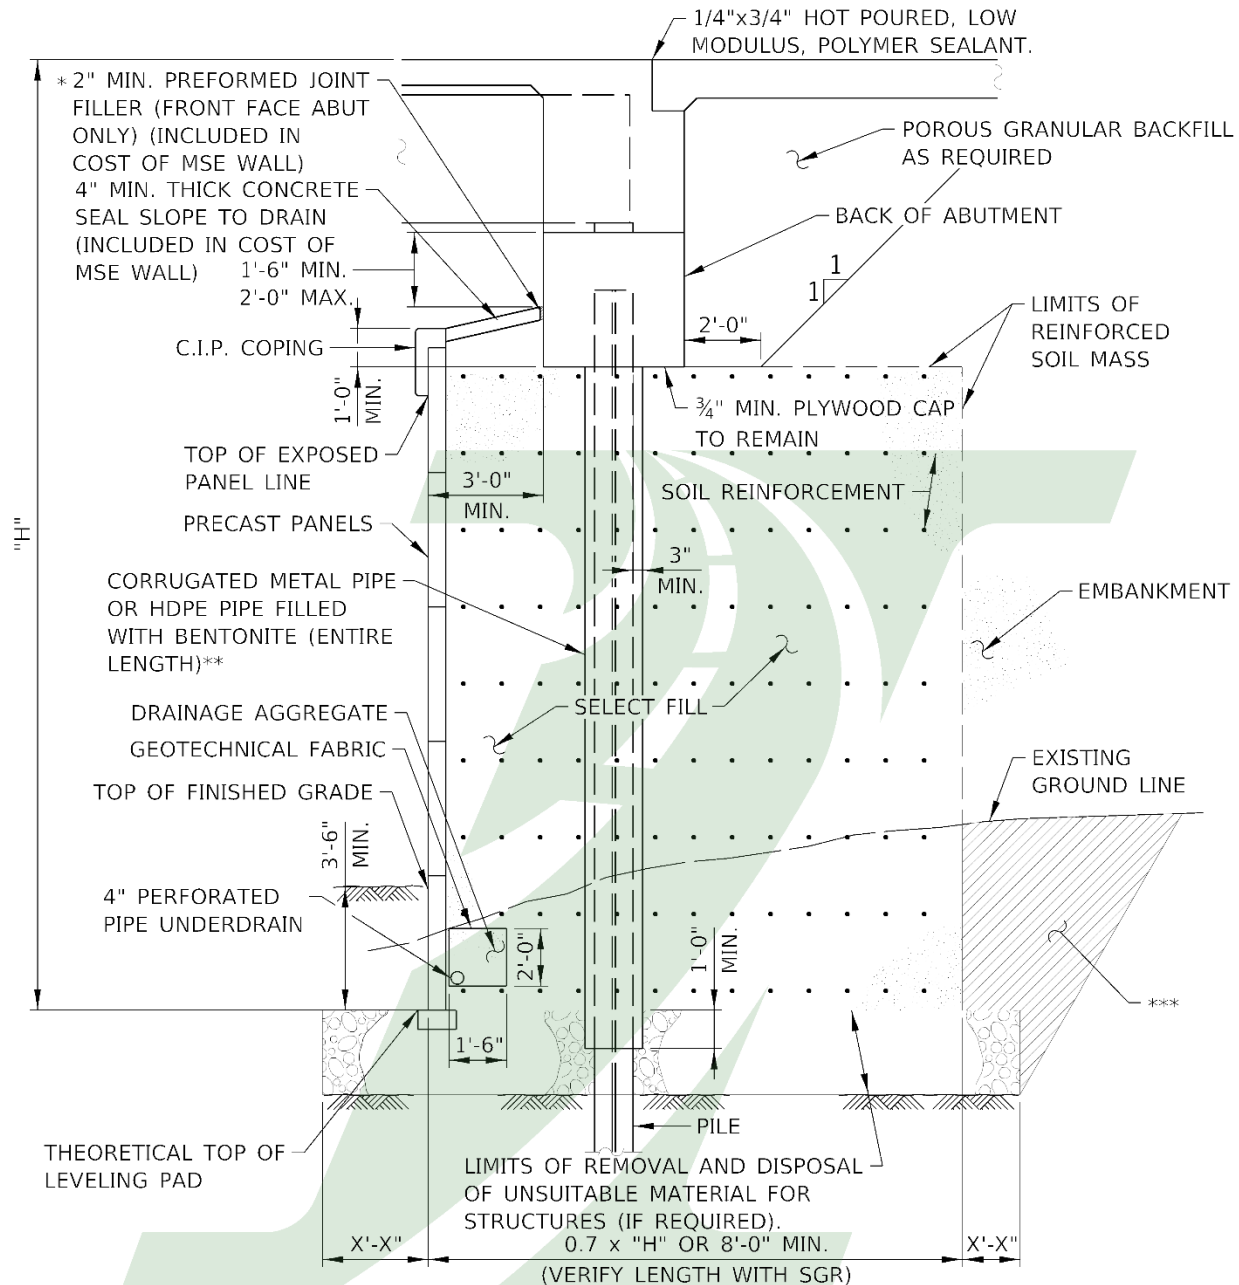 1/4"x3/4" HOT POURED, LOW
MODULUS, POLYMER SEALANT.
* 2" MIN. PREFORMED JOINT
FILLER (FRONT FACE ABUT
ONLY) (INCLUDED IN
COST OF MSE WALL)
4" MIN. THICK CONCRETE
SEAL SLOPE TO DRAIN
(INCLUDED IN COST OF
MSE WALL)
1'-6" MIN.
2'-0" MAX.
POROUS GRANULAR BACKFILL
AS REQUIRED
BACK OF ABUTMENT
1
1
2'-0"
LIMITS OF
REINFORCED
SOIL MASS
C.I.P. COPING
1'-0"
MIN.
3/4" MIN. PLYWOOD CAP
TO REMAIN
TOP OF EXPOSED
PANEL LINE
3'-0"
MIN.
SOIL REINFORCEMENT
"H"
PRECAST PANELS
3"
MIN.
CORRUGATED METAL PIPE
OR HDPE PIPE FILLED
WITH BENTONITE (ENTIRE
LENGTH)**
EMBANKMENT
SELECT FILL
DRAINAGE AGGREGATE
GEOTECHNICAL FABRIC
TOP OF FINISHED GRADE
EXISTING
GROUND LINE
3'-6"
MIN.
4" PERFORATED
PIPE UNDERDRAIN
2'-0"
1'-0"
MIN.
***
1'-6"
PILE
THEORETICAL TOP OF
LEVELING PAD
LIMITS OF REMOVAL AND DISPOSAL
OF UNSUITABLE MATERIAL FOR
STRUCTURES (IF REQUIRED).
X'-X"
0.7 x "H" OR 8'-0" MIN.
X'-X"
(VERIFY LENGTH WITH SGR)